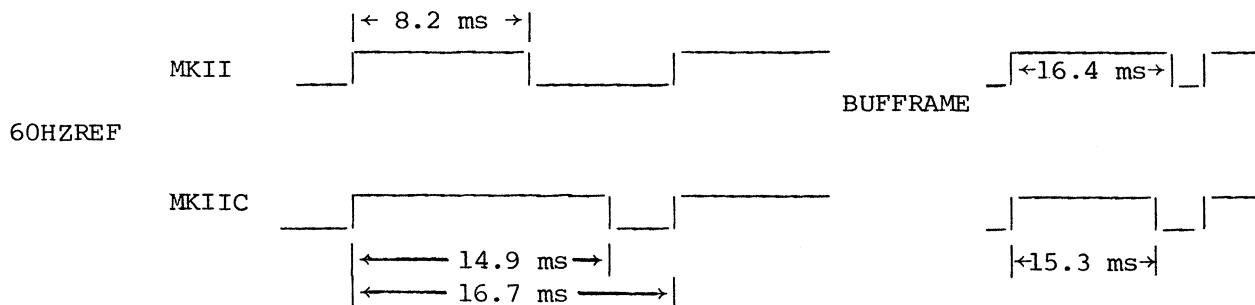 8.2 ms
MKII
16.4 ms
BUFFRAME
60HZREF
MKIIC
14.9 ms
15.3 ms
16.7 ms